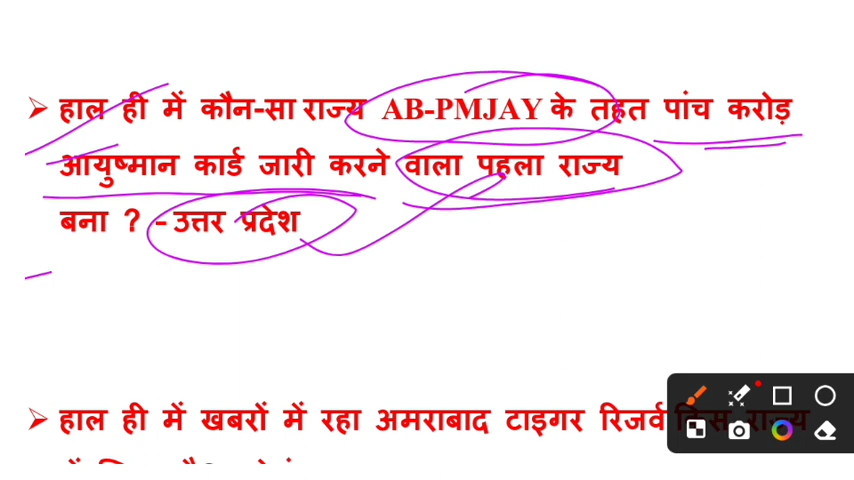 ➢ हाल ही में कौन-सा राज्य AB-PMJAY के तहत पांच करोड़
आयुष्मान कार्ड जारी करने वाला पहला राज्य
बना ? – उत्तर प्रदेश
➢ हाल ही में खबरों में रहा अमराबाद टाइगर रिजर्व किस राज्य